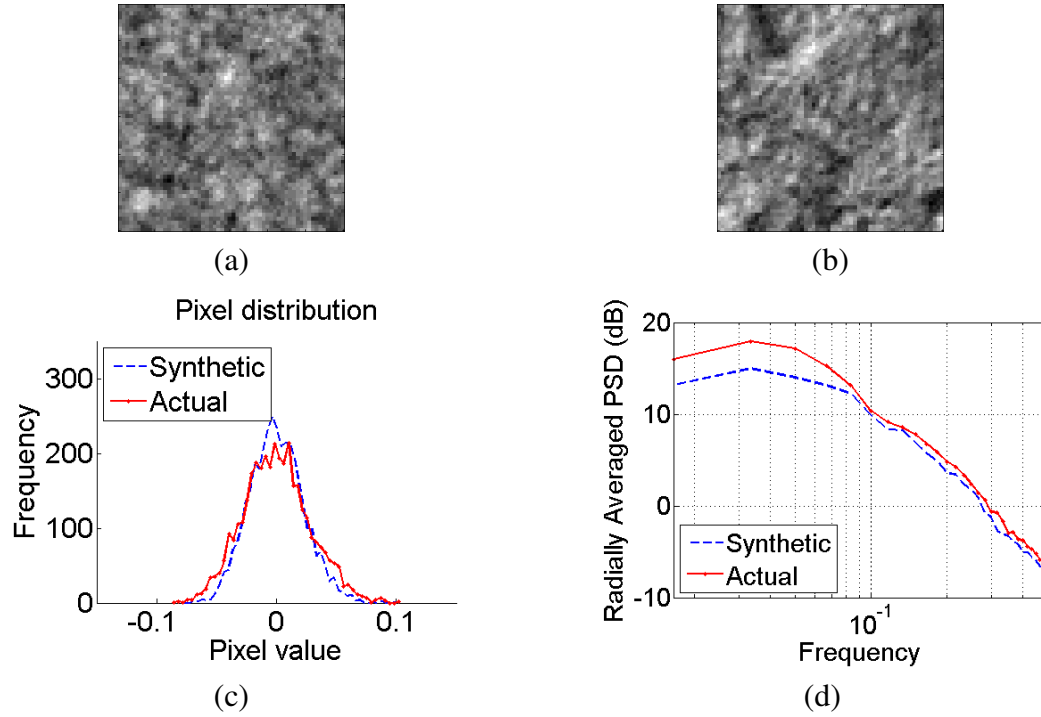 (a)
(b)
Pixel distribution
Frequency
300
200
100
0
-0.1
0
0.1
Pixel value
Synthetic
Actual
(c)
Radially Averaged PSD (dB)
20
10
0
-10
10^-1
Frequency
Synthetic
Actual
(d)